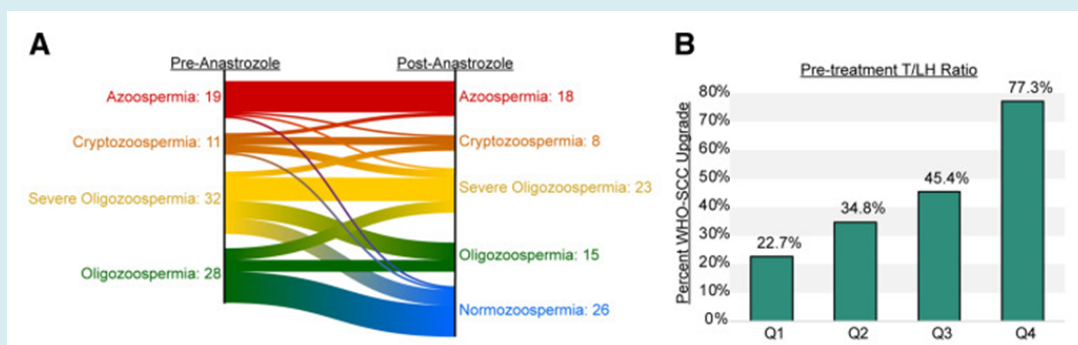 A
Pre-Anastrozole
Post-Anastrozole
Azoospermia: 19
Azoospermia: 18
Cryptozoospermia: 11
Cryptozoospermia: 8
Severe Oligozoospermia: 32
Severe Oligozoospermia: 23
Oligozoospermia: 28
Oligozoospermia: 15
Normozoospermia: 26
B
Pre-treatment T/LH Ratio
Percent WHO-SCC Upgrade
80%
70%
60%
50%
40%
30%
20%
10%
0%
22.7%
34.8%
45.4%
77.3%
Q1
Q2
Q3
Q4